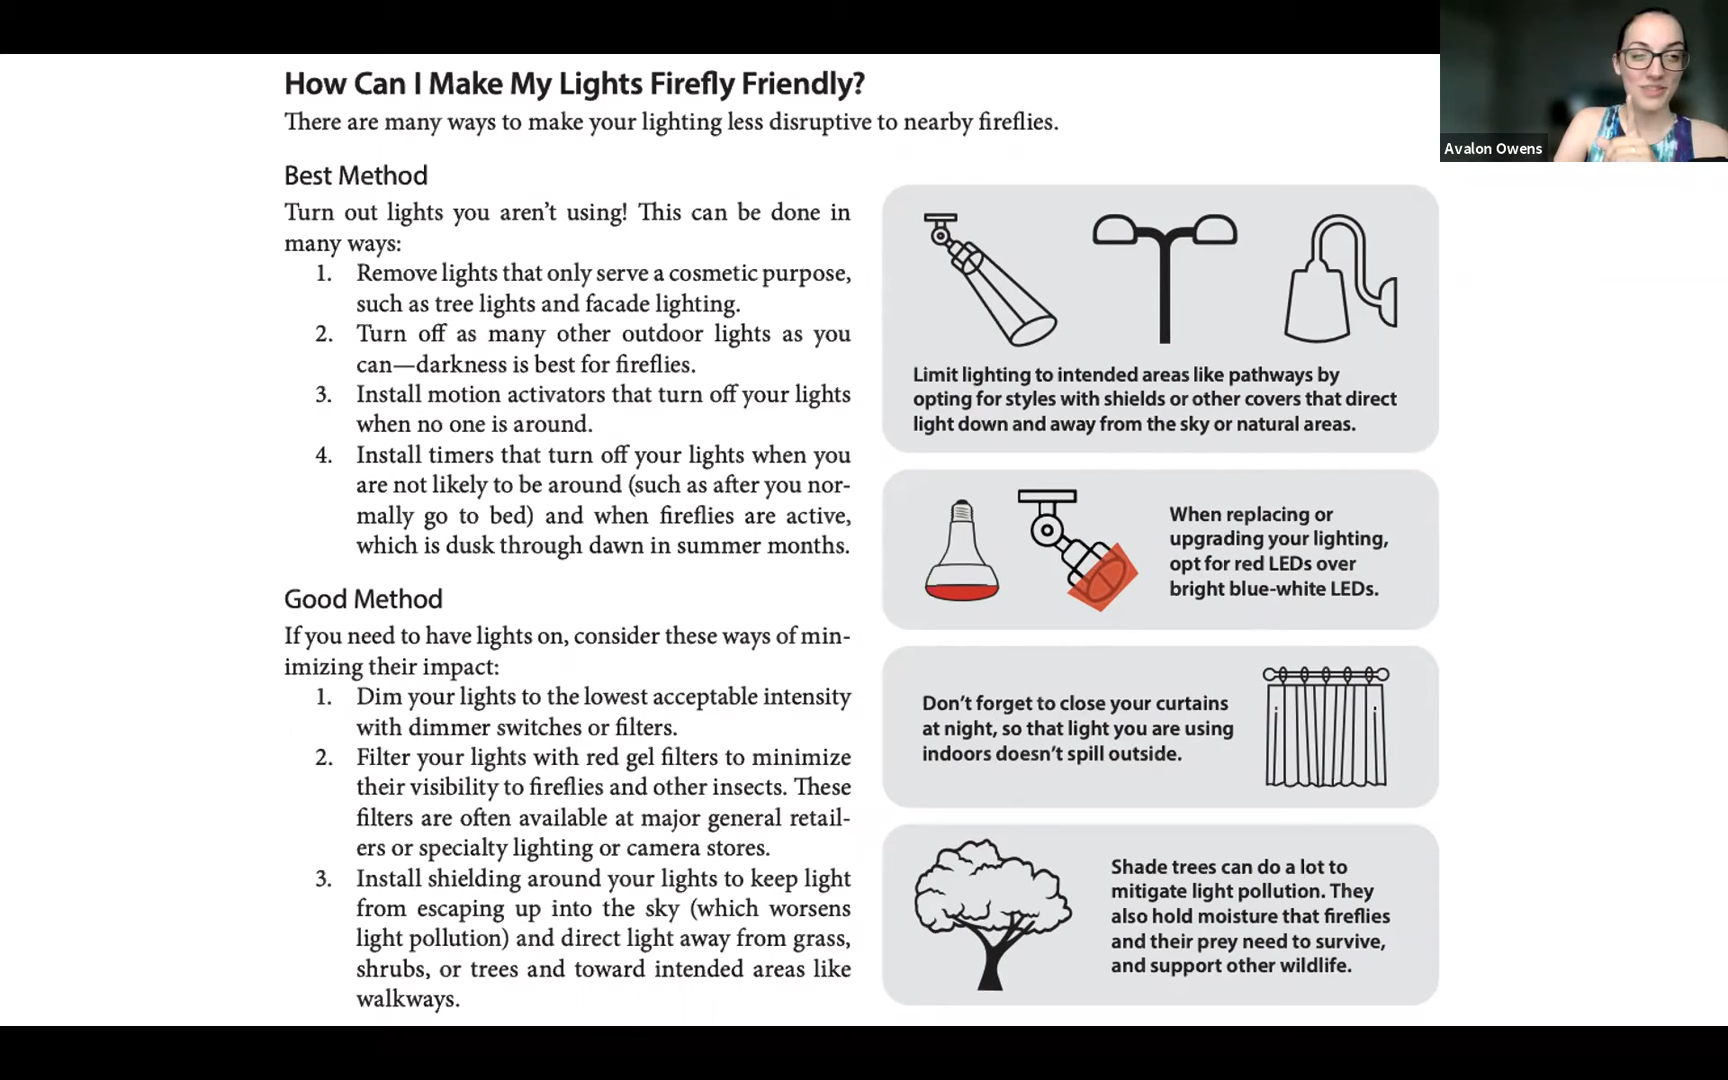 How Can I Make My Lights Firefly Friendly?
There are many ways to make your lighting less disruptive to nearby fireflies.
Avalon Owens
Best Method
Turn out lights you aren’t using! This can be done in
many ways:
1. Remove lights that only serve a cosmetic purpose,
such as tree lights and facade lighting.
2. Turn off as many other outdoor lights as you
can—darkness is best for fireflies.
3. Install motion activators that turn off your lights
when no one is around.
4. Install timers that turn off your lights when you
are not likely to be around (such as after you nor-
mally go to bed) and when fireflies are active,
which is dusk through dawn in summer months.
Good Method
If you need to have lights on, consider these ways of min-
imizing their impact:
1. Dim your lights to the lowest acceptable intensity
with dimmer switches or filters.
2. Filter your lights with red gel filters to minimize
their visibility to fireflies and other insects. These
filters are often available at major general retail-
ers or specialty lighting or camera stores.
3. Install shielding around your lights to keep light
from escaping up into the sky (which worsens
light pollution) and direct light away from grass,
shrubs, or trees and toward intended areas like
walkways.
Limit lighting to intended areas like pathways by
opting for styles with shields or other covers that direct
light down and away from the sky or natural areas.
When replacing or
upgrading your lighting,
opt for red LEDs over
bright blue-white LEDs.
Don’t forget to close your curtains
at night, so that light you are using
indoors doesn’t spill outside.
Shade trees can do a lot to
mitigate light pollution. They
also hold moisture that fireflies
and their prey need to survive,
and support other wildlife.